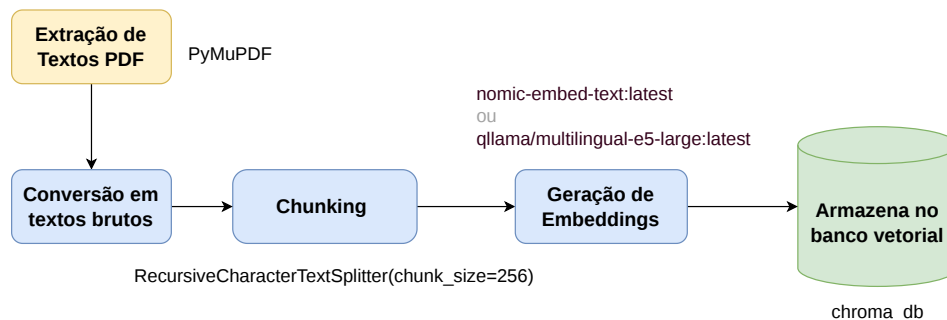 Extração de
Textos PDF
PyMuPDF
nomic-embed-text:latest
ou
qllama/multilingual-e5-large:latest
Conversão em
textos brutos
Chunking
Geração de
Embeddings
Armazena no
banco vetorial
RecursiveCharacterTextSplitter(chunk_size=256)
chroma_db